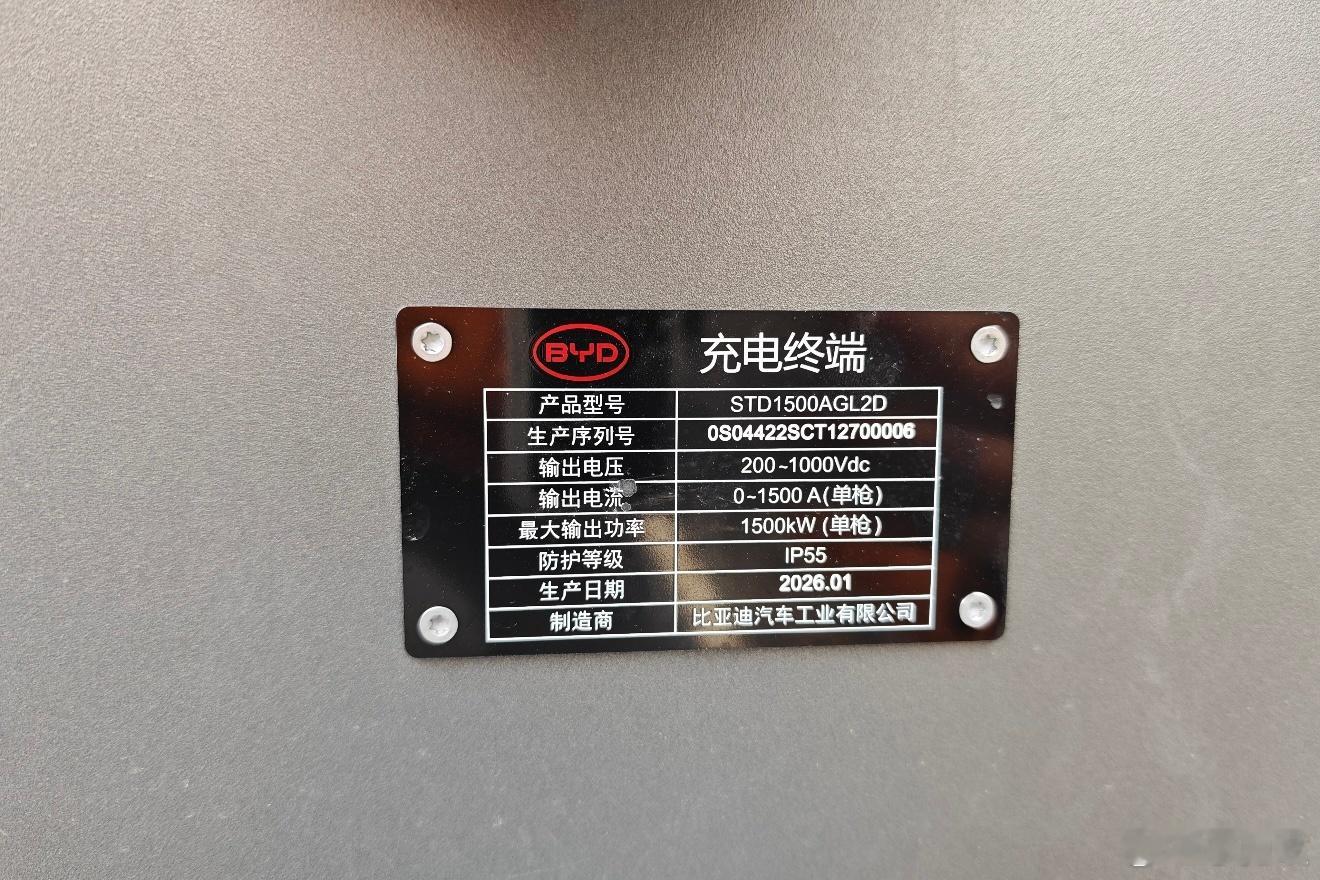 BYD 充电终端
产品型号 STD1500AGL2D
生产序列号 0S04422SCT12700006
输出电压 200~1000Vdc
输出电流 0~1500 A(单枪)
最大输出功率 1500kW (单枪)
防护等级 IP55
生产日期 2026.01
制造商 比亚迪汽车工业有限公司